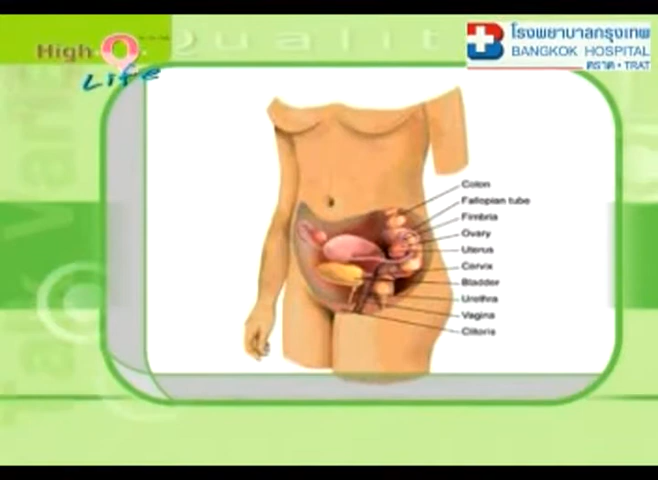 High Q
Life
Qualit
โรงพยาบาลกรุงเทพ
BANGKOK HOSPITAL
ตราด • TRAT
Colon
Fallopian tube
Fimbria
Ovary
Uterus
Cervix
Bladder
Urethra
Vagina
Clitoris